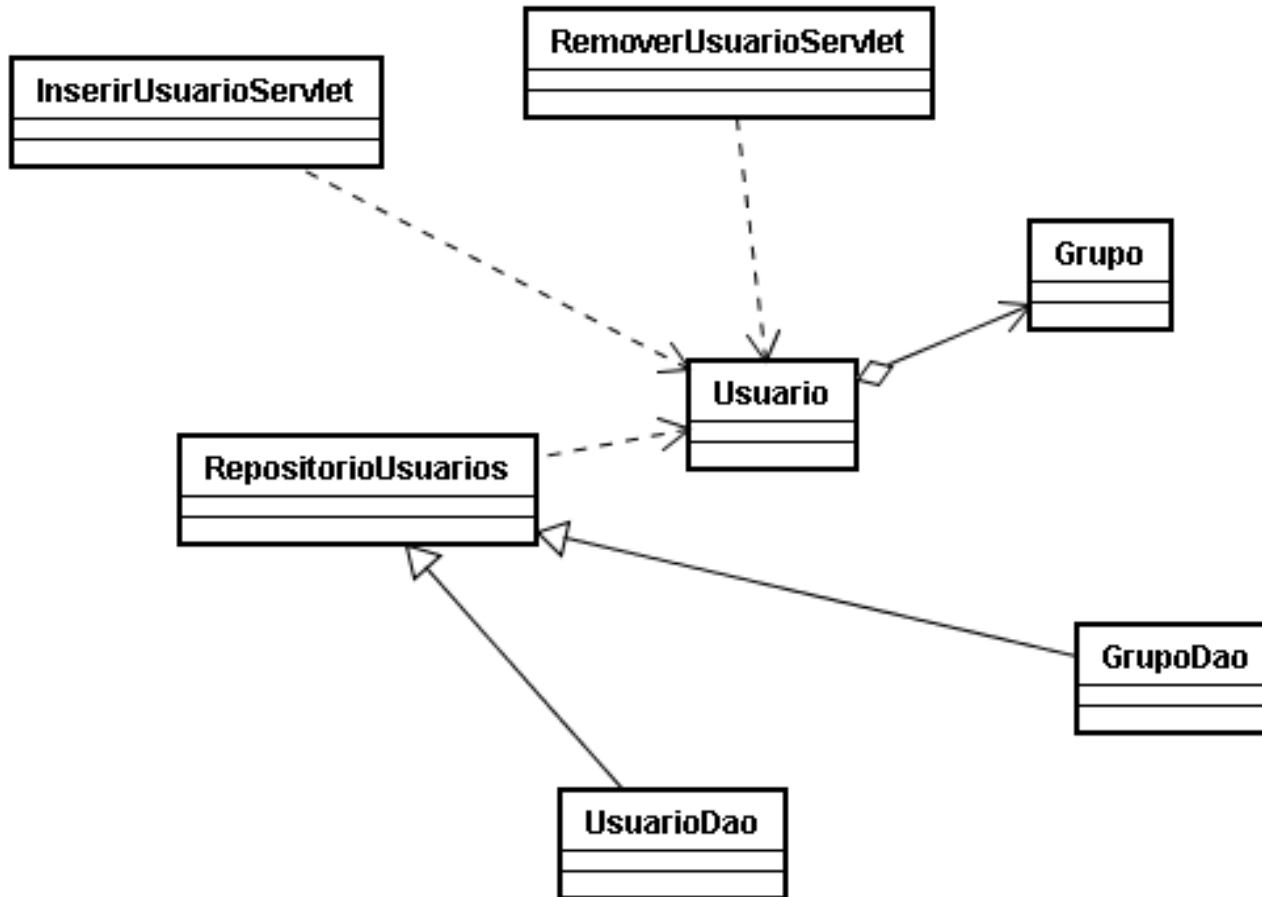 RemoverUsuarioServlet
InserirUsuarioServlet
Grupo
Usuario
RepositorioUsuarios
GrupoDao
UsuarioDao